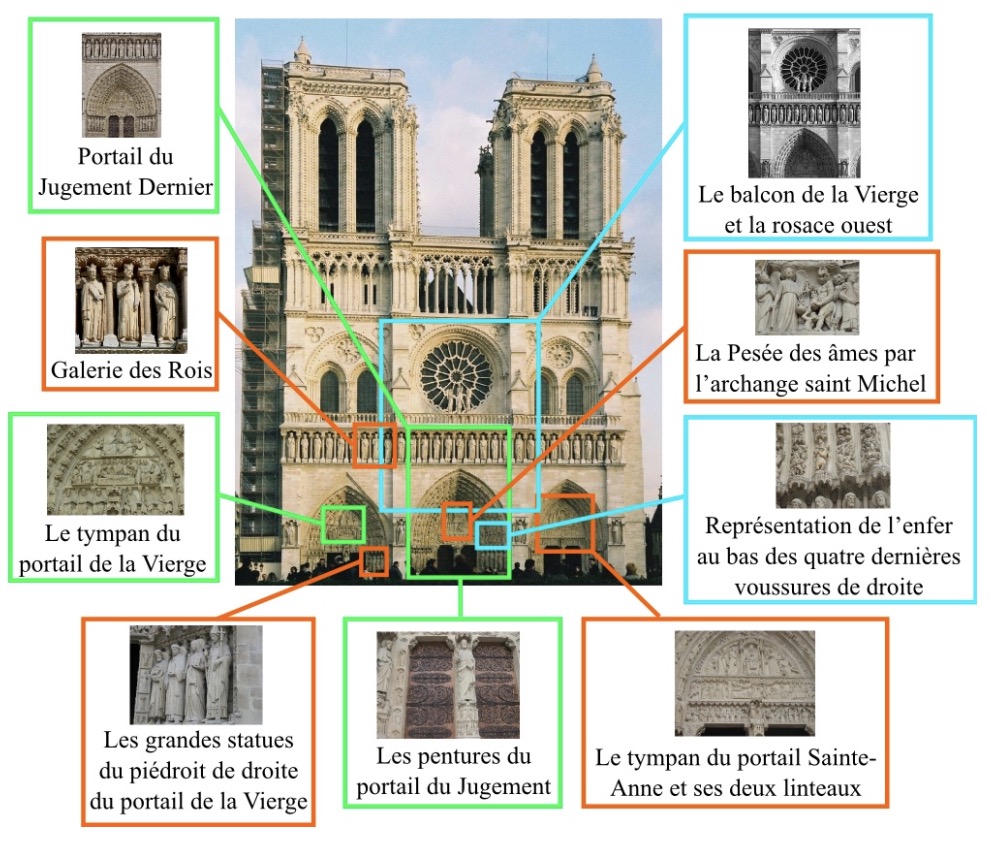 Portail du
Jugement Dernier
Le balcon de la Vierge
et la rosace ouest
Galerie des Rois
La Pesée des âmes par
l’archange saint Michel
Le tympan du
portail de la Vierge
Représentation de l’enfer
au bas des quatre dernières
voussures de droite
Les grandes statues
du piédroit de droite
du portail de la Vierge
Les pentures du
portail du Jugement
Le tympan du portail Sainte-
Anne et ses deux linteaux